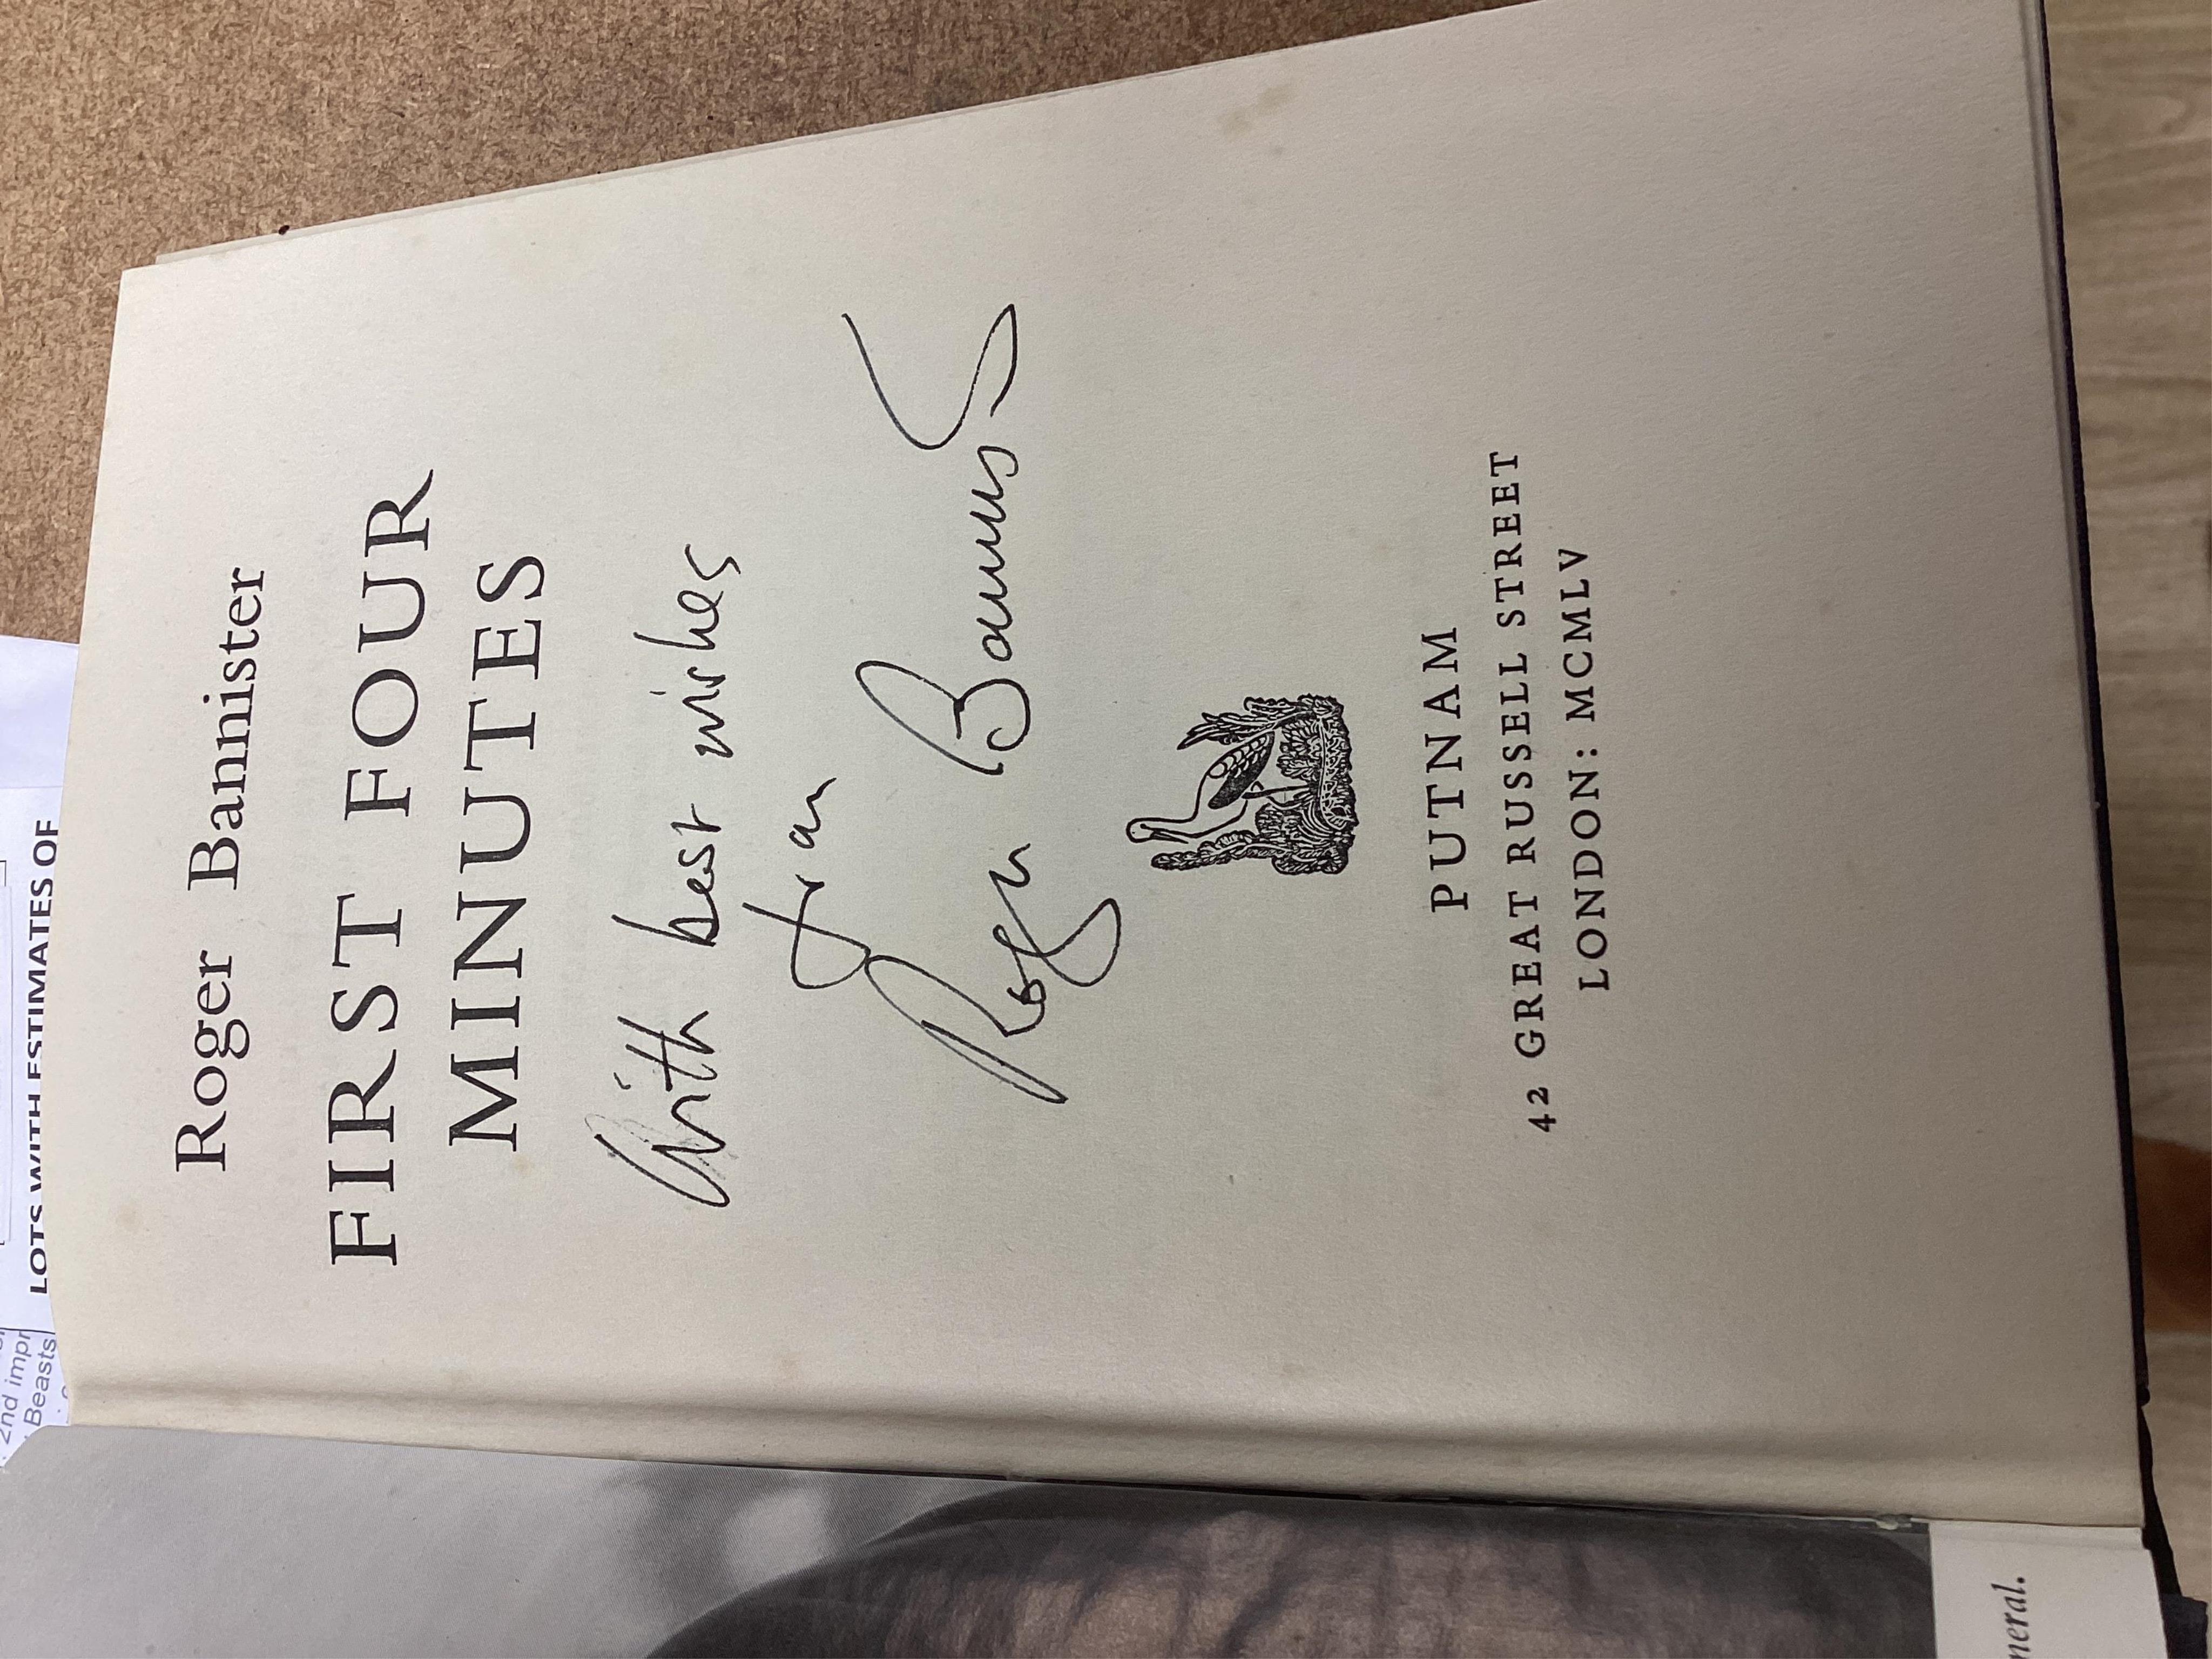 Roger Bannister
FIRST FOUR
MINUTES
With best wishes
from
Roger Bannister
PUTNAM
42 GREAT RUSSELL STREET
LONDON: MCMLV
LOTS WITH ESTIMATES OF
2nd impr
Beasts
neral.